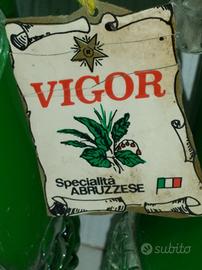 VIGOR
Specialità
ABRUZZESE
subito